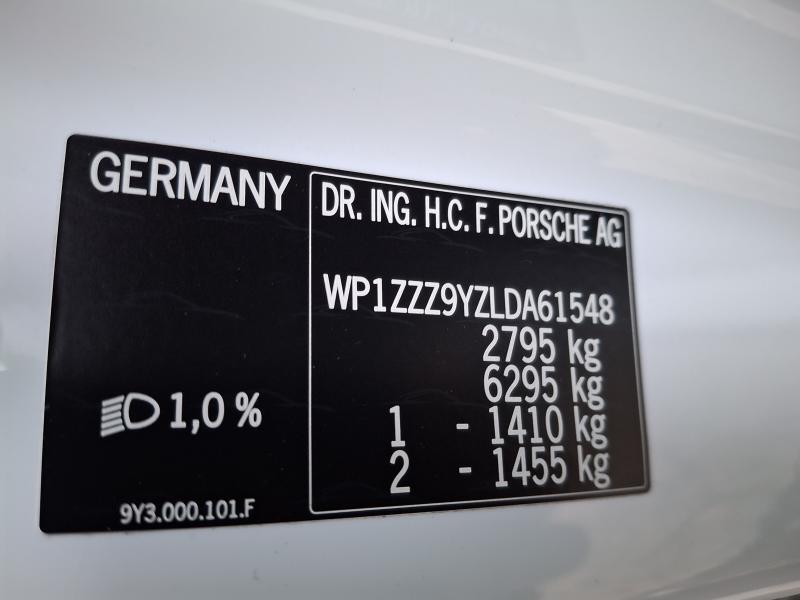 GERMANY
DR. ING. H.C. F. PORSCHE AG
WP1ZZZ9YZLDA61548
2795 kg
6295 kg
1 - 1410 kg
2 - 1455 kg
1,0 %
9Y3.000.101.F